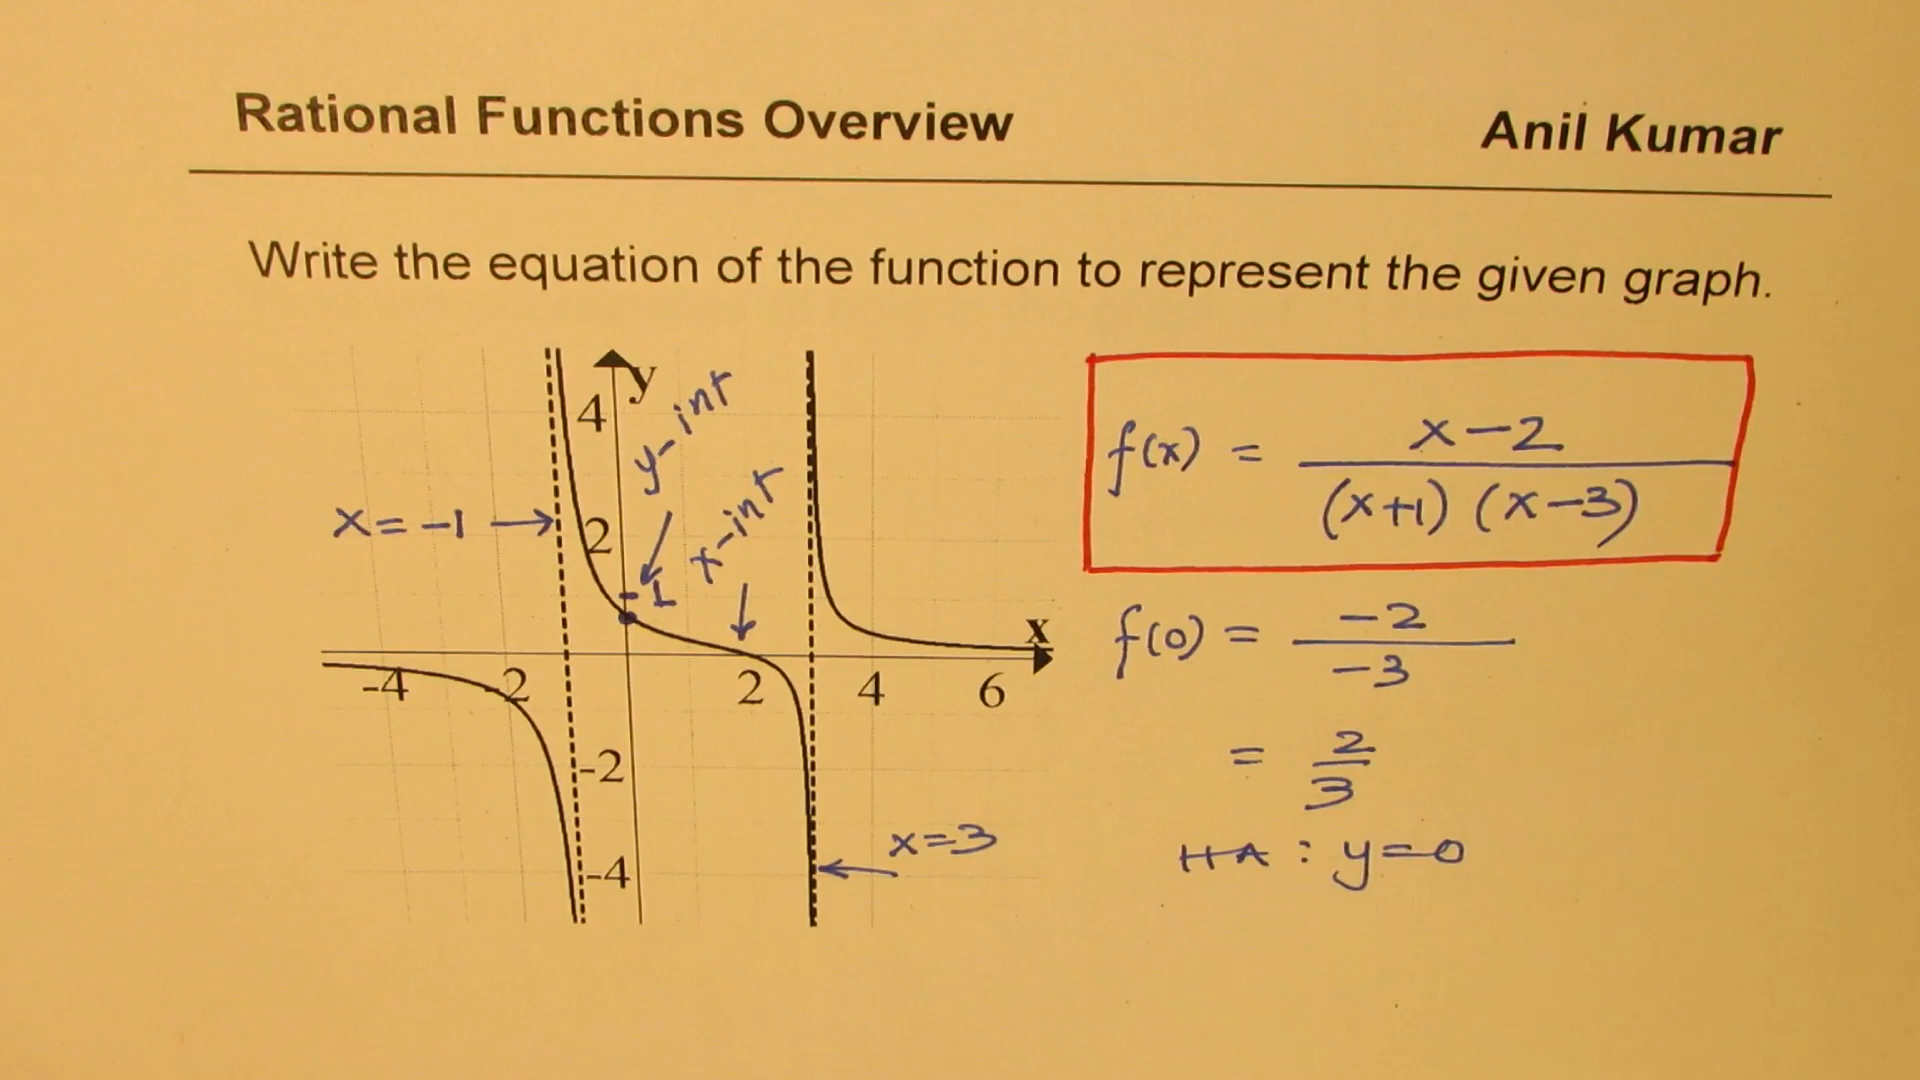 Rational Functions Overview Anil Kumar
Write the equation of the function to represent the given graph.
y
4
y-int
x-int
x = -1
2
1
x
-4 -2 2 4 6
-2
x=3
-4
f(x) = x-2
(x+1) (x-3)
f(0) = -2
-3
= 2
3
HA : y=0